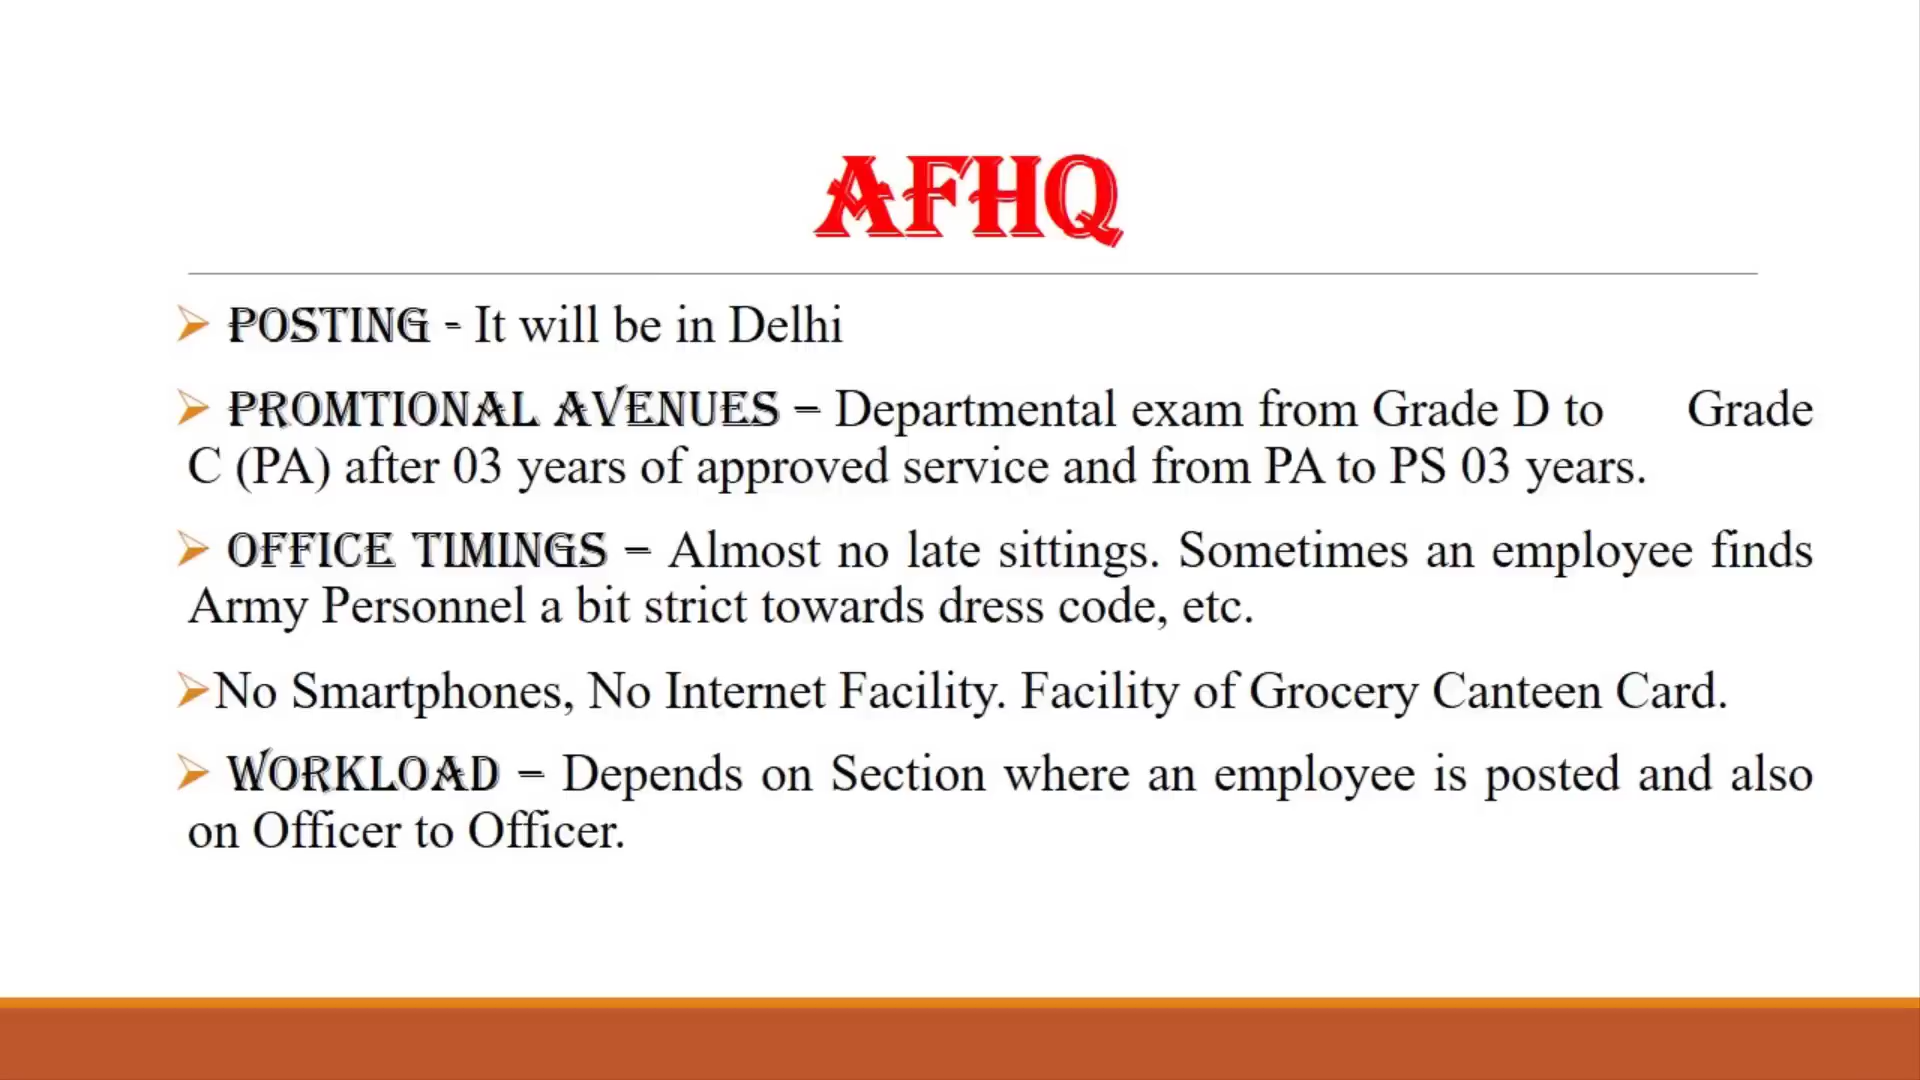 AFHQ
POSTING - It will be in Delhi
PROMTIONAL AVENUES – Departmental exam from Grade D to Grade
C (PA) after 03 years of approved service and from PA to PS 03 years.
OFFICE TIMINGS – Almost no late sittings. Sometimes an employee finds
Army Personnel a bit strict towards dress code, etc.
No Smartphones, No Internet Facility. Facility of Grocery Canteen Card.
WORKLOAD – Depends on Section where an employee is posted and also
on Officer to Officer.